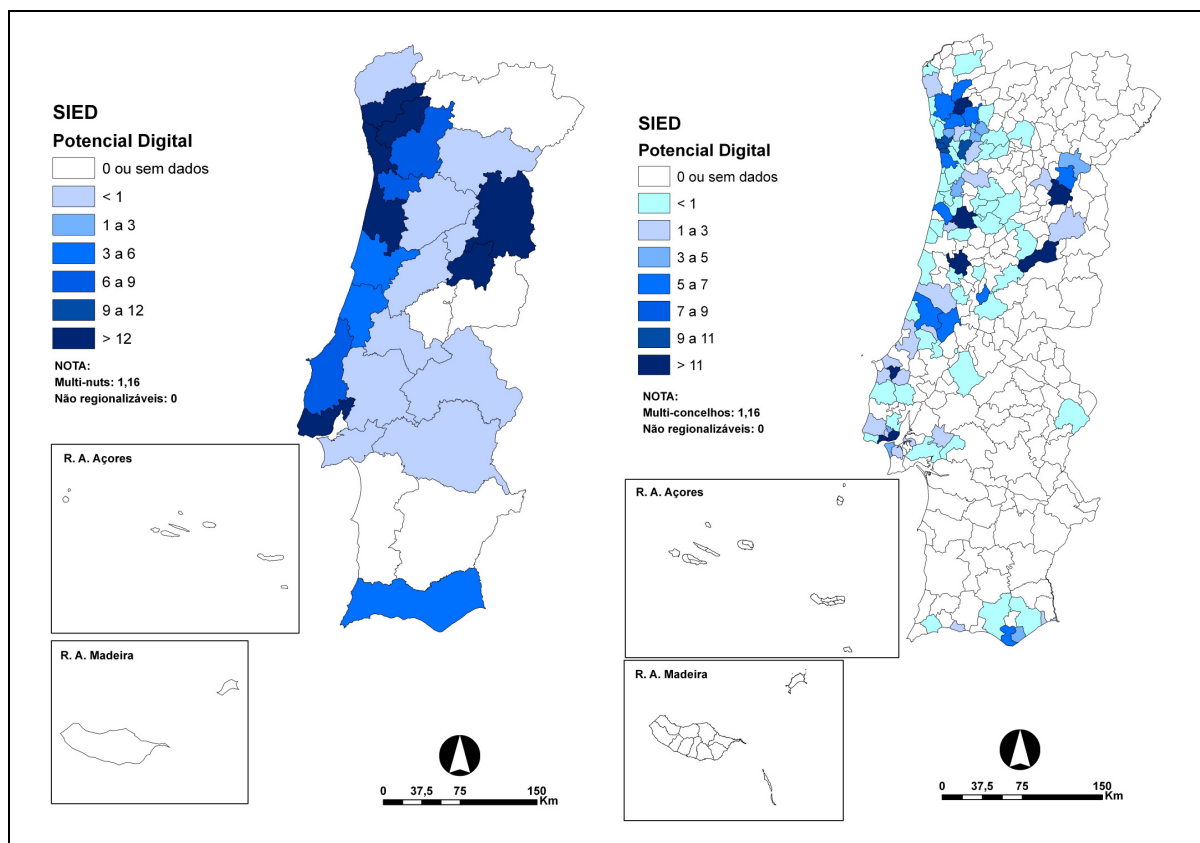 SIED
Potencial Digital
0 ou sem dados
< 1
1 a 3
3 a 6
6 a 9
9 a 12
> 12
NOTA:
Multi-nuts: 1,16
Não regionalizáveis: 0
R. A. Açores
R. A. Madeira
0 37,5 75 150
Km
SIED
Potencial Digital
0 ou sem dados
< 1
1 a 3
3 a 5
5 a 7
7 a 9
9 a 11
> 11
NOTA:
Multi-concelhos: 1,16
Não regionalizáveis: 0
R. A. Açores
R. A. Madeira
0 37,5 75 150
Km